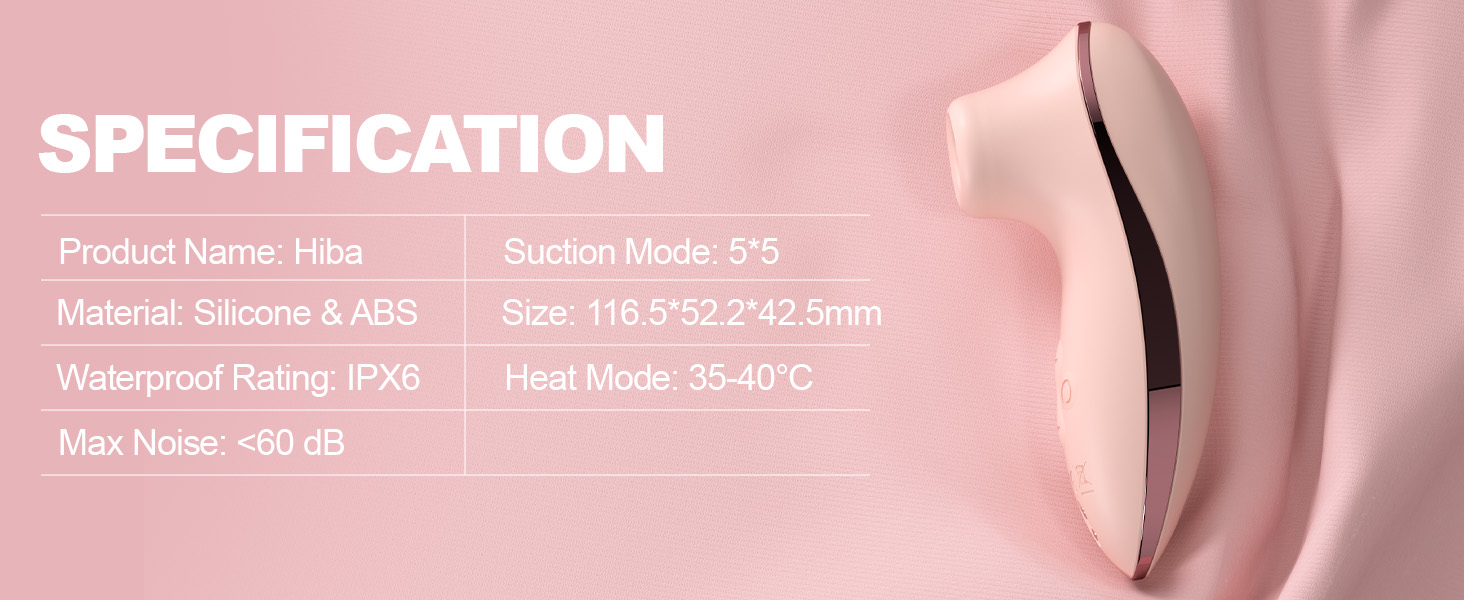 SPECIFICATION
Product Name: Hiba
Suction Mode: 5*5
Material: Silicone & ABS
Size: 116.5*52.2*42.5mm
Waterproof Rating: IPX6
Heat Mode: 35-40°C
Max Noise: <60 dB